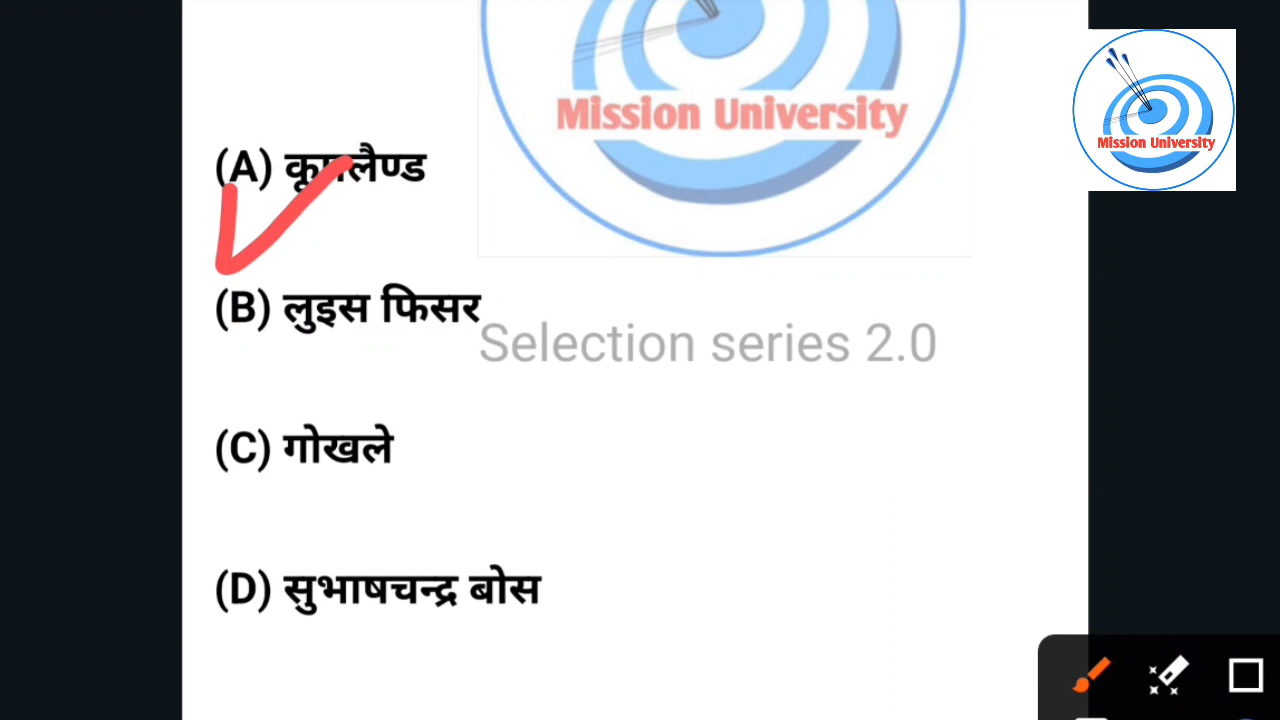 Mission University
Mission University
(A) कूपलैण्ड
(B) लुइस फिसर
Selection series 2.0
(C) गोखले
(D) सुभाषचन्द्र बोस